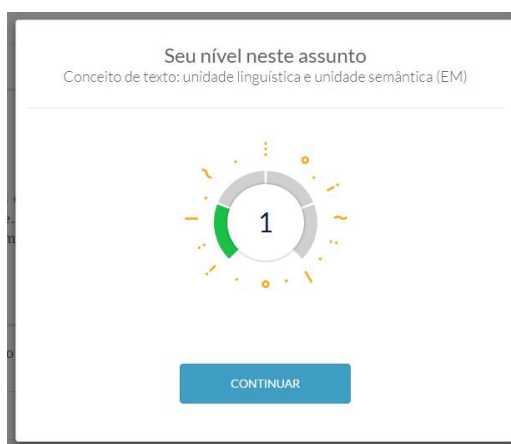 Seu nível neste assunto
Conceito de texto: unidade linguística e unidade semântica (EM)
1
CONTINUAR